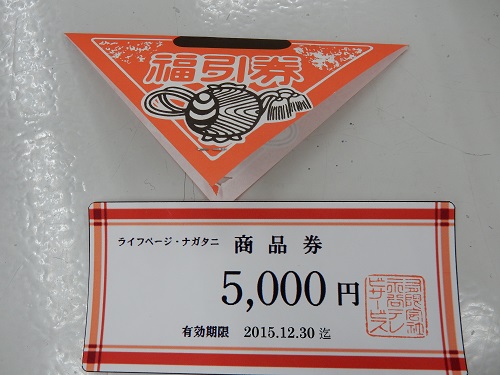 福引券
ライフページ・ナガタニ 商品券
5,000円
有効期限 2015.12.30 迄